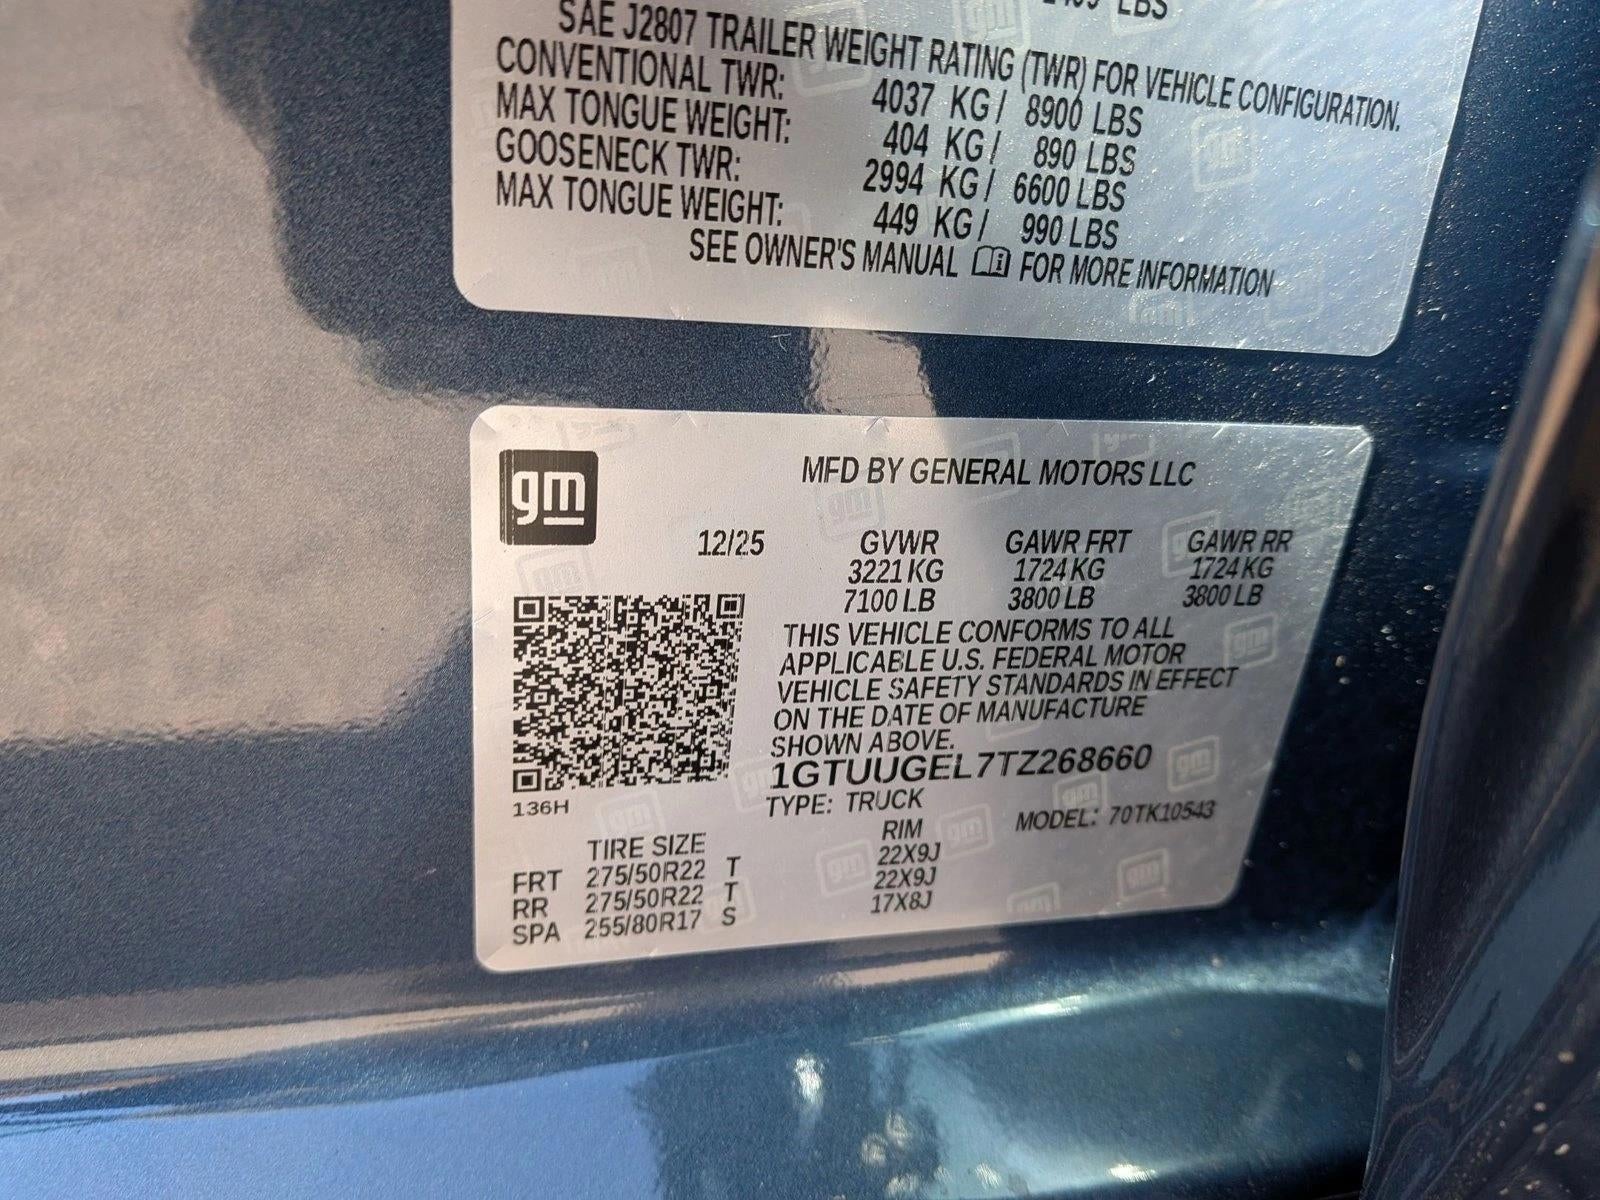 LBS
SAE J2807 TRAILER WEIGHT RATING (TWR) FOR VEHICLE CONFIGURATION.
CONVENTIONAL TWR: 4037 KG / 8900 LBS
MAX TONGUE WEIGHT: 404 KG / 890 LBS
GOOSENECK TWR: 2994 KG / 6600 LBS
MAX TONGUE WEIGHT: 449 KG / 990 LBS
SEE OWNER'S MANUAL FOR MORE INFORMATION
gm
MFD BY GENERAL MOTORS LLC
12/25 GVWR GAWR FRT GAWR RR
3221 KG 1724 KG 1724 KG
7100 LB 3800 LB 3800 LB
THIS VEHICLE CONFORMS TO ALL
APPLICABLE U.S. FEDERAL MOTOR
VEHICLE SAFETY STANDARDS IN EFFECT
ON THE DATE OF MANUFACTURE
SHOWN ABOVE.
1GTUUGEL7TZ268660
136H
TYPE: TRUCK MODEL: 70TK10543
TIRE SIZE RIM
FRT 275/50R22 T 22X9J
RR 275/50R22 T 22X9J
SPA 255/80R17 S 17X8J